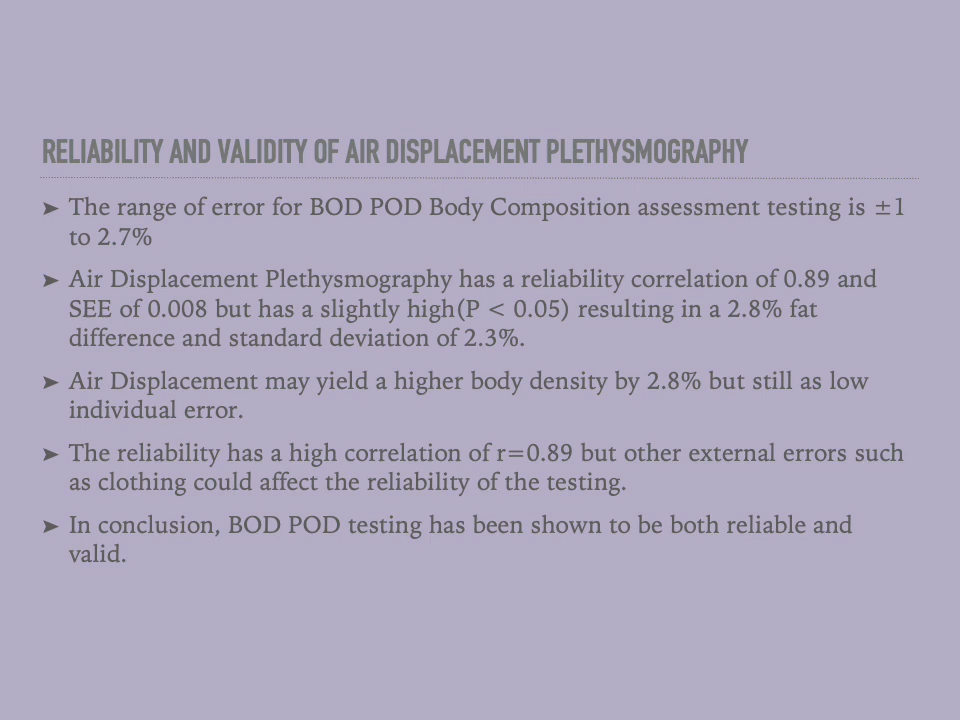 RELIABILITY AND VALIDITY OF AIR DISPLACEMENT PLETHYSMOGRAPHY
➤ The range of error for BOD POD Body Composition assessment testing is ±1
to 2.7%
➤ Air Displacement Plethysmography has a reliability correlation of 0.89 and
SEE of 0.008 but has a slightly high(P < 0.05) resulting in a 2.8% fat
difference and standard deviation of 2.3%.
➤ Air Displacement may yield a higher body density by 2.8% but still as low
individual error.
➤ The reliability has a high correlation of r=0.89 but other external errors such
as clothing could affect the reliability of the testing.
➤ In conclusion, BOD POD testing has been shown to be both reliable and
valid.